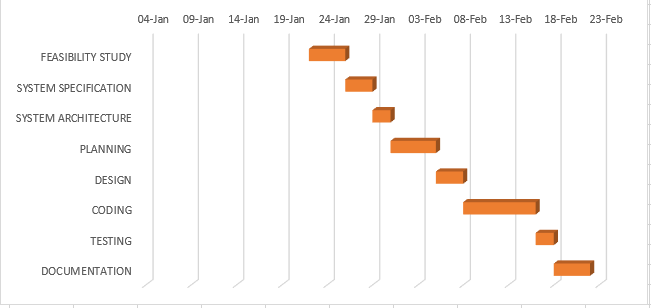 04-Jan 09-Jan 14-Jan 19-Jan 24-Jan 29-Jan 03-Feb 08-Feb 13-Feb 18-Feb 23-Feb
FEASIBILITY STUDY
SYSTEM SPECIFICATION
SYSTEM ARCHITECTURE
PLANNING
DESIGN
CODING
TESTING
DOCUMENTATION